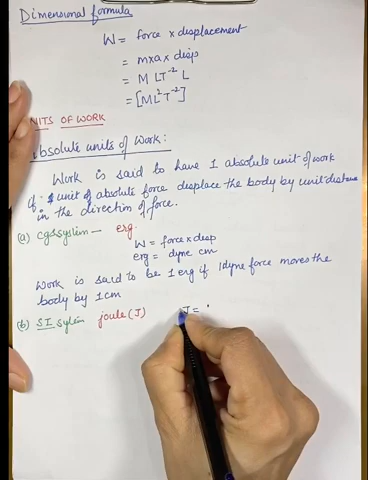 Dimensional formula
W = force × displacement
= m×a× disp
= M LT⁻² L
= [ML²T⁻²]
NITS OF WORK
bsolute units of Work:
Work is said to have 1 absolute unit of work
if unit of absolute force displace the body by unit distance
in the direction of force.
(a) cgs system — erg.
W = force × disp
erg = dyne cm
Work is said to be 1 erg if 1 dyne force moves the
body by 1 cm
(b) SI system joule (J) J =